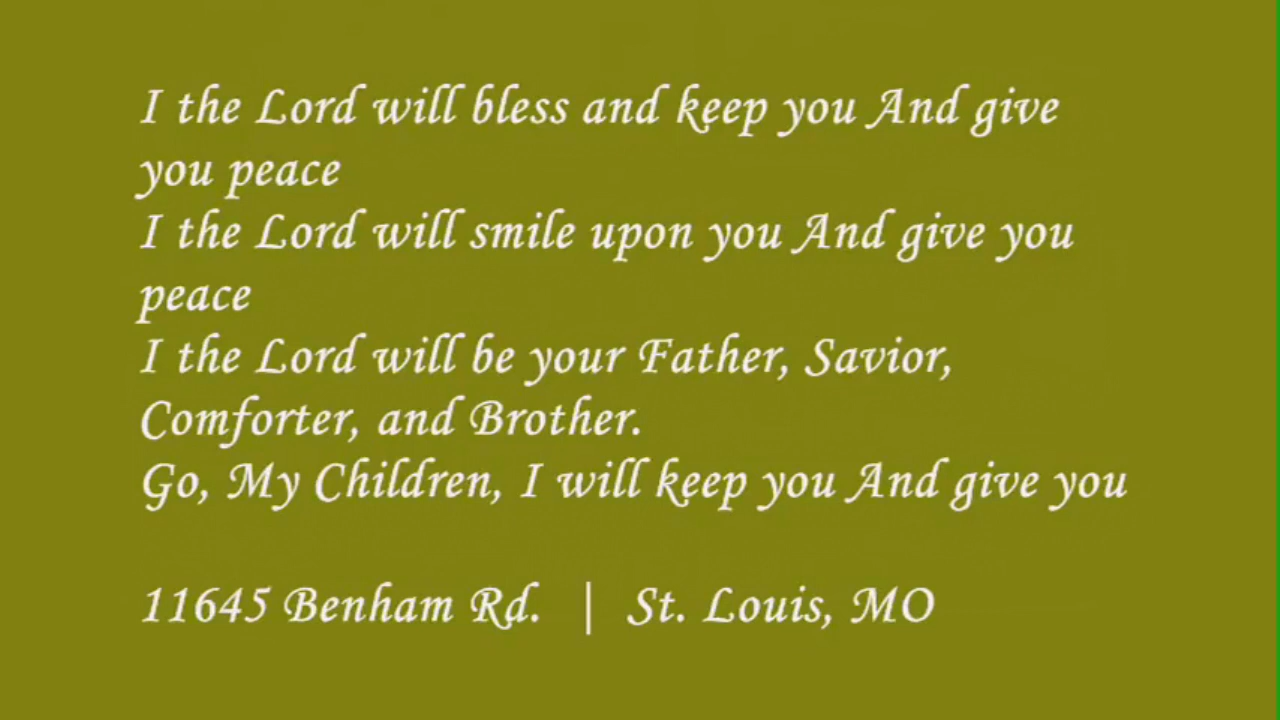 I the Lord will bless and keep you And give
you peace
I the Lord will smile upon you And give you
peace
I the Lord will be your Father, Savior,
Comforter, and Brother.
Go, My Children, I will keep you And give you
11645 Benham Rd. | St. Louis, MO